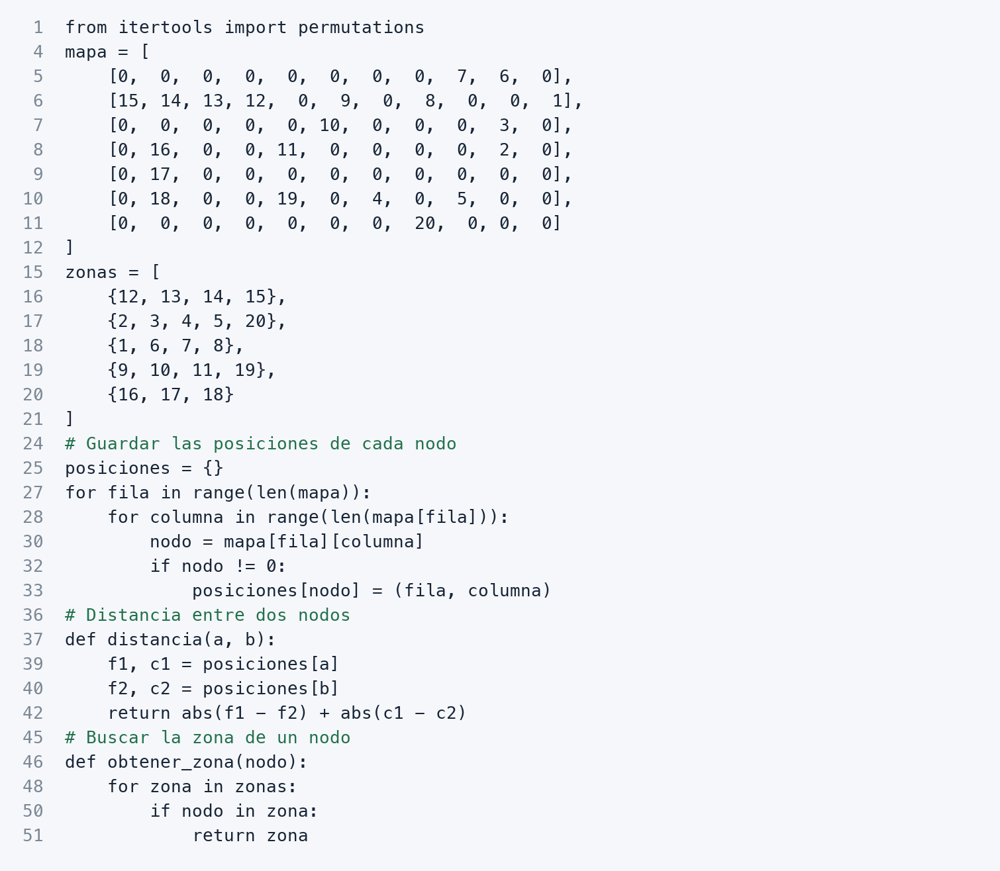 1 from itertools import permutations
4 mapa = [
5     [0,  0,  0,  0,  0,  0,  0,  0,  7,  6,  0],
6     [15, 14, 13, 12,  0,  9,  0,  8,  0,  0,  1],
7     [0,  0,  0,  0,  0, 10,  0,  0,  0,  3,  0],
8     [0, 16,  0,  0, 11,  0,  0,  0,  0,  2,  0],
9     [0, 17,  0,  0,  0,  0,  0,  0,  0,  0,  0],
10     [0, 18,  0,  0, 19,  0,  4,  0,  5,  0,  0],
11     [0,  0,  0,  0,  0,  0,  0,  20,  0, 0,  0]
12 ]
15 zonas = [
16     {12, 13, 14, 15},
17     {2, 3, 4, 5, 20},
18     {1, 6, 7, 8},
19     {9, 10, 11, 19},
20     {16, 17, 18}
21 ]
24 # Guardar las posiciones de cada nodo
25 posiciones = {}
27 for fila in range(len(mapa)):
28     for columna in range(len(mapa[fila])):
30         nodo = mapa[fila][columna]
32         if nodo != 0:
33             posiciones[nodo] = (fila, columna)
36 # Distancia entre dos nodos
37 def distancia(a, b):
39     f1, c1 = posiciones[a]
40     f2, c2 = posiciones[b]
42     return abs(f1 − f2) + abs(c1 − c2)
45 # Buscar la zona de un nodo
46 def obtener_zona(nodo):
48     for zona in zonas:
50         if nodo in zona:
51             return zona